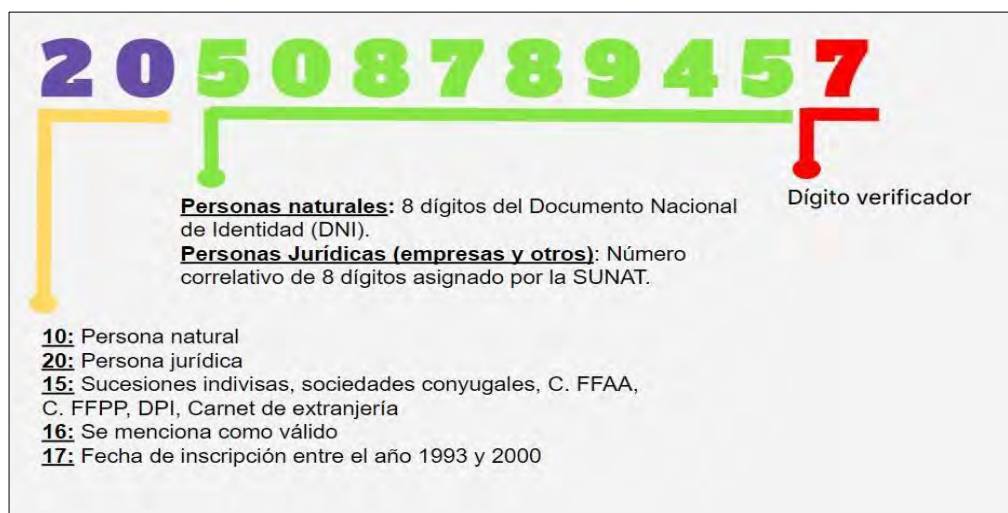 20508789457
Dígito verificador
Personas naturales: 8 dígitos del Documento Nacional
de Identidad (DNI).
Personas Jurídicas (empresas y otros): Número
correlativo de 8 dígitos asignado por la SUNAT.
10: Persona natural
20: Persona jurídica
15: Sucesiones indivisas, sociedades conyugales, C. FFAA,
C. FFPP, DPI, Carnet de extranjería
16: Se menciona como válido
17: Fecha de inscripción entre el año 1993 y 2000